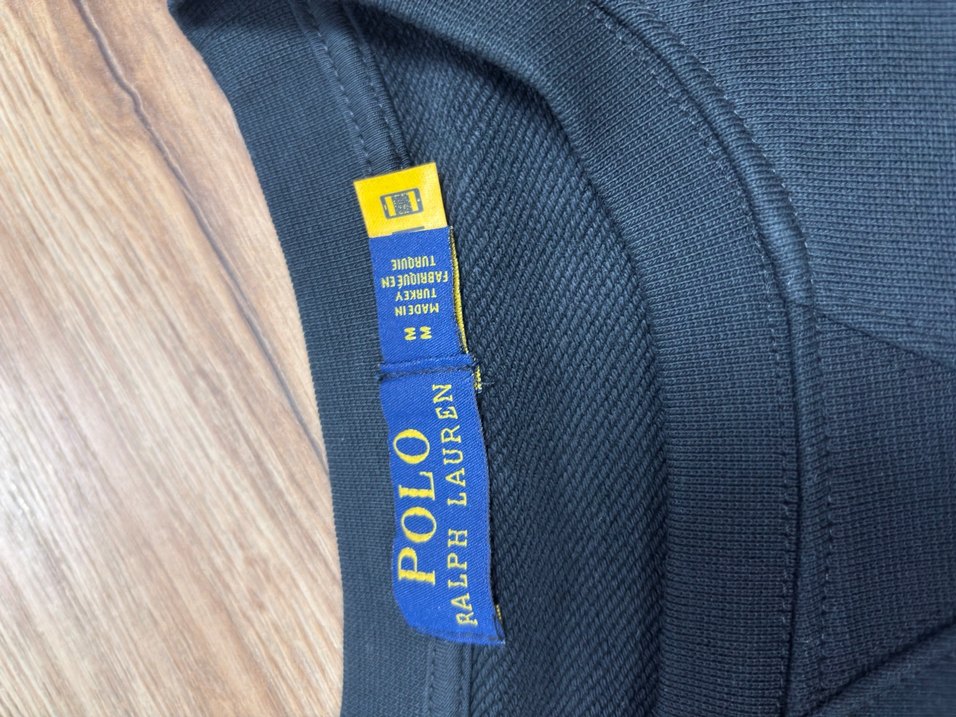 POLO
RALPH LAUREN
M M
MADE IN
TURKEY
FABRIQUÉ EN
TURQUIE